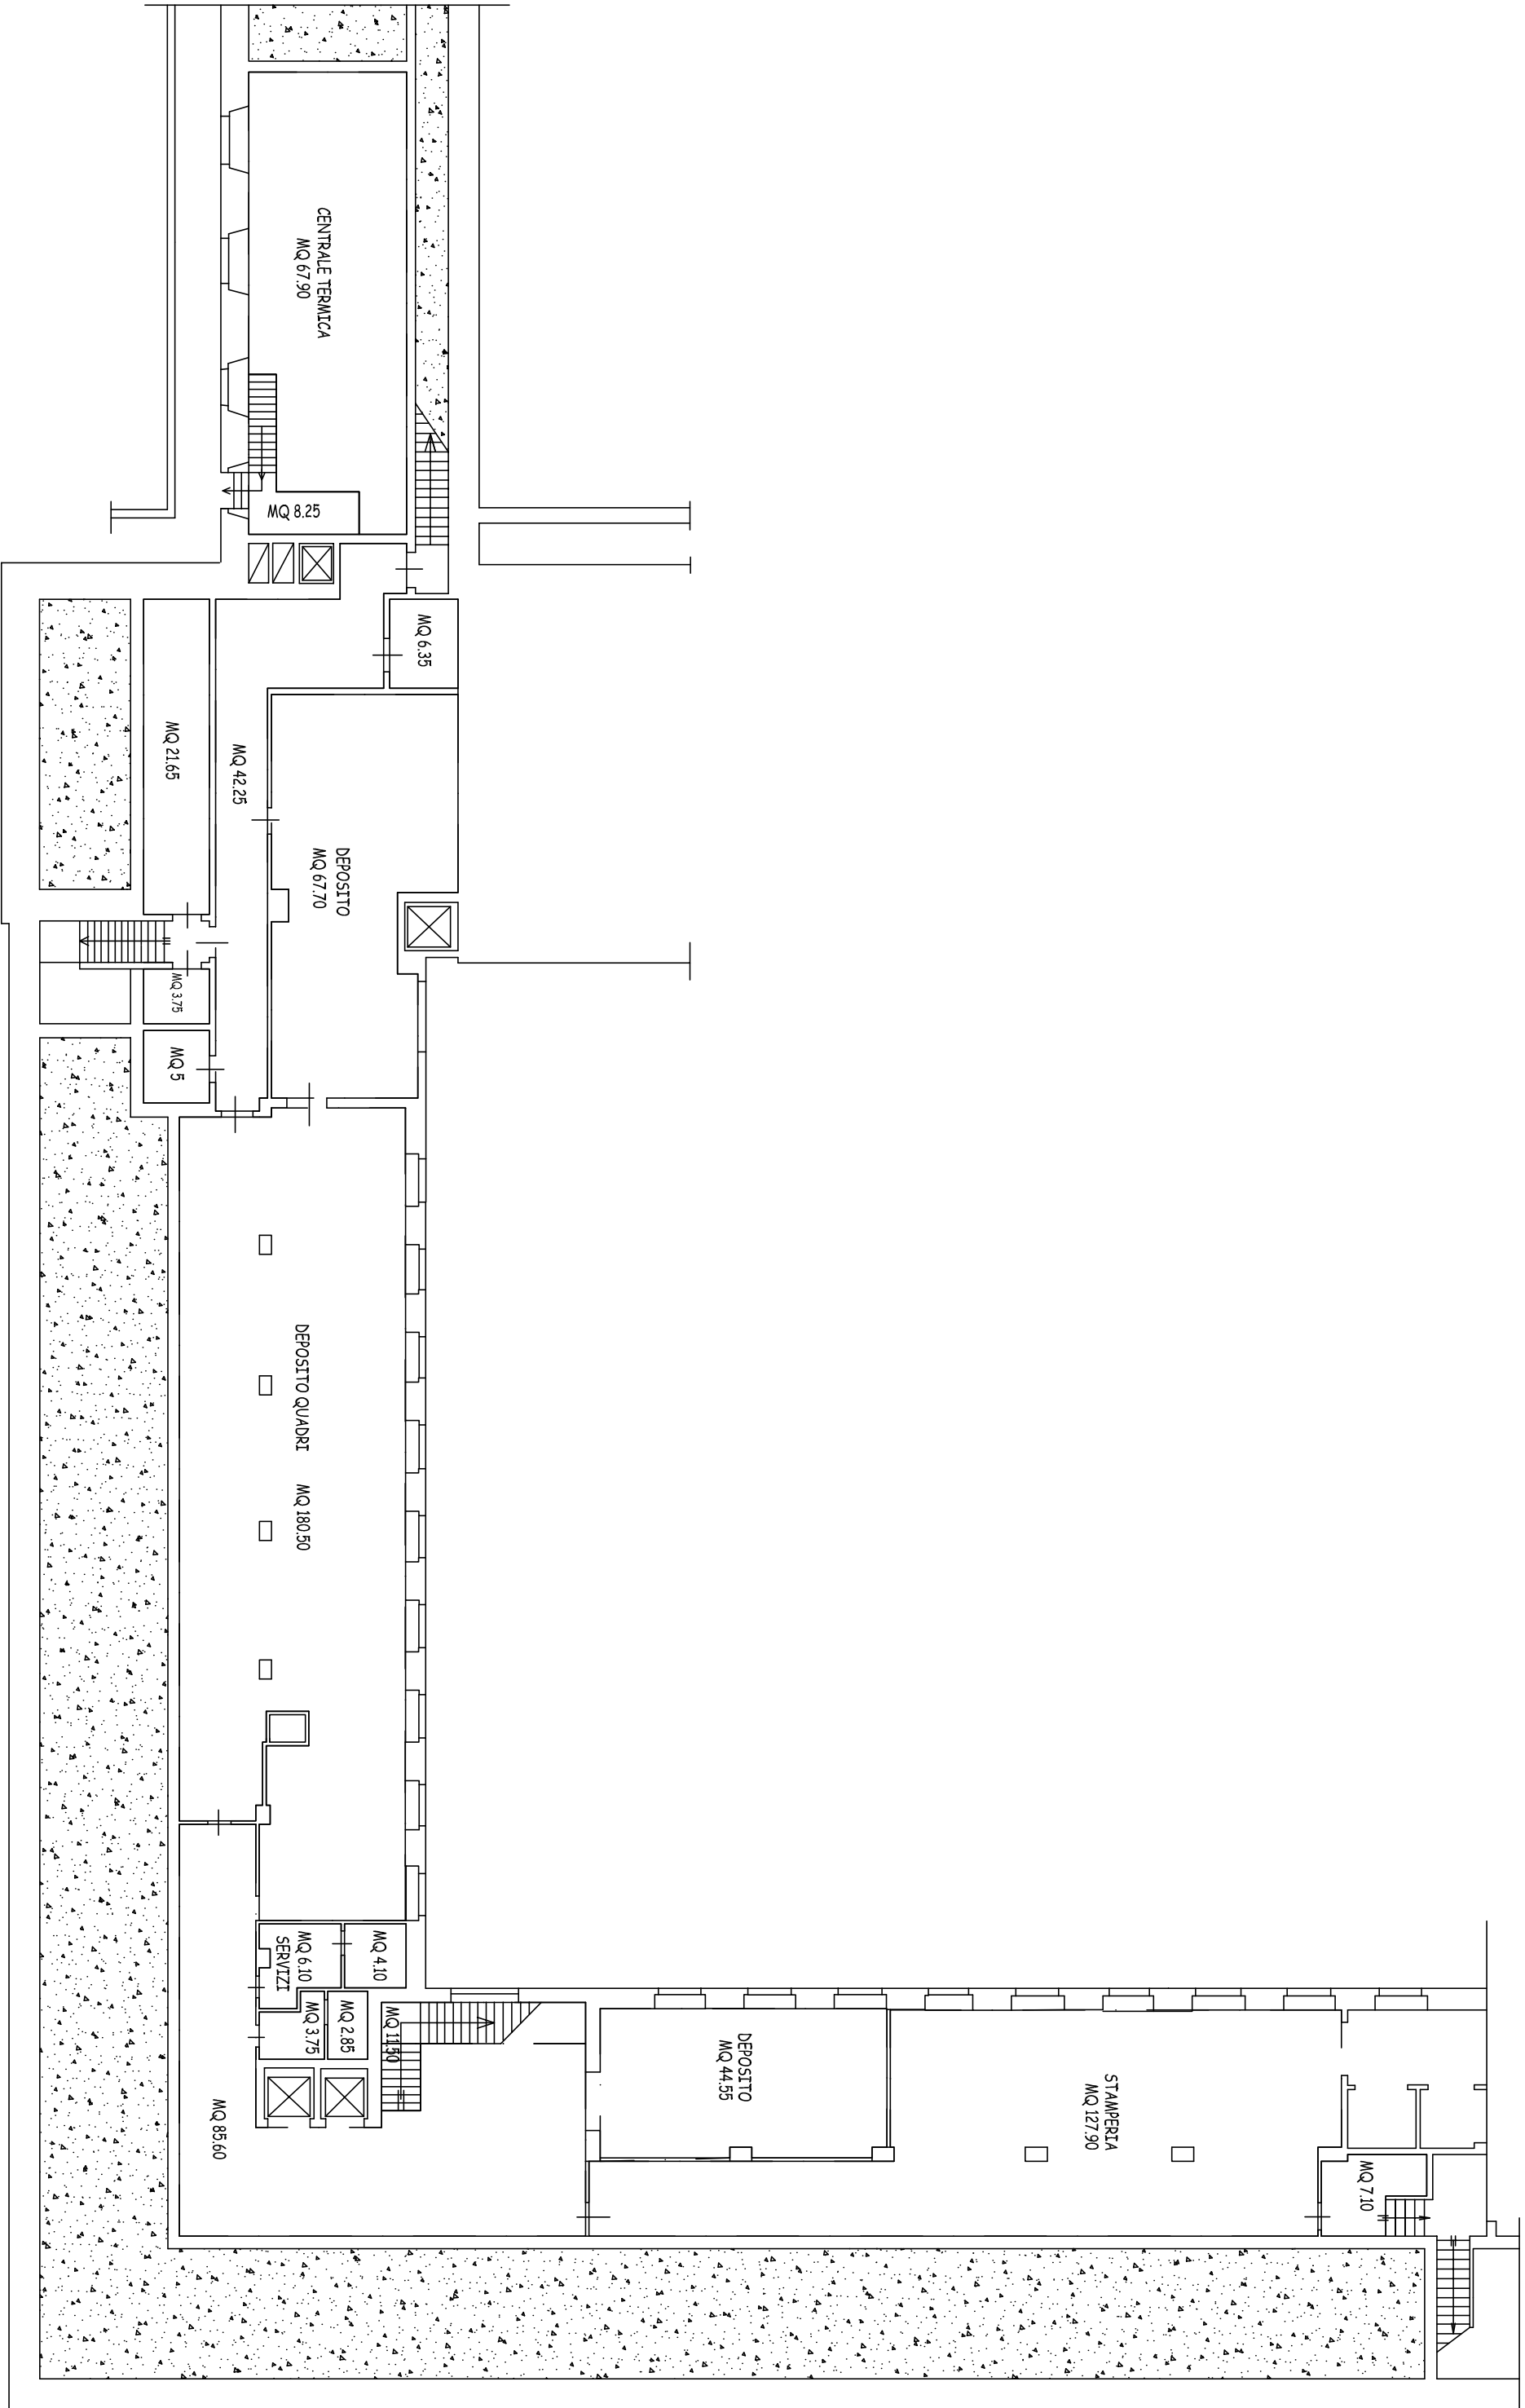 CENTRALE TERMICA
MQ 67.90
MQ 8.25
MQ 6.35
MQ 21.65
MQ 42.25
DEPOSITO
MQ 67.70
MQ 3.75
MQ 5
DEPOSITO QUADRI MQ 180.50
MQ 4.10
MQ 6.10
SERVIZI
MQ 3.75
MQ 2.85
MQ 11.50
MQ 85.60
DEPOSITO
MQ 44.55
STAMPERIA
MQ 127.90
MQ 7.10